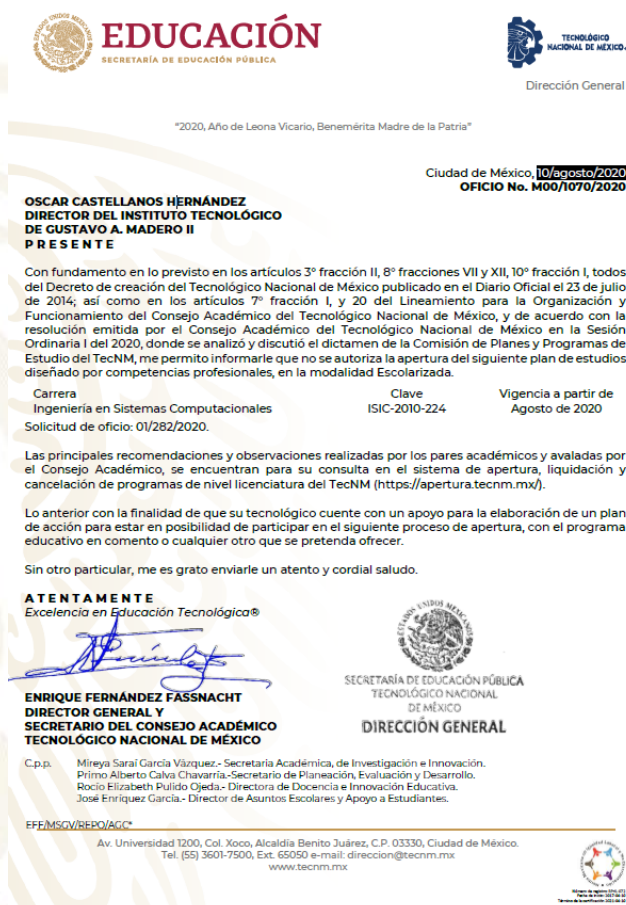 EDUCACIÓN
SECRETARÍA DE EDUCACIÓN PÚBLICA
TECNOLÓGICO
NACIONAL DE MÉXICO®
Dirección General
"2020, Año de Leona Vicario, Benemérita Madre de la Patria"
Ciudad de México, 10/agosto/2020
OFICIO No. M00/1070/2020
OSCAR CASTELLANOS HERNÁNDEZ
DIRECTOR DEL INSTITUTO TECNOLÓGICO
DE GUSTAVO A. MADERO II
P R E S E N T E
Con fundamento en lo previsto en los artículos 3° fracción II, 8° fracciones VII y XII, 10° fracción I, todos
del Decreto de creación del Tecnológico Nacional de México publicado en el Diario Oficial el 23 de julio
de 2014; así como en los artículos 7° fracción I, y 20 del Lineamiento para la Organización y
Funcionamiento del Consejo Académico del Tecnológico Nacional de México, y de acuerdo con la
resolución emitida por el Consejo Académico del Tecnológico Nacional de México en la Sesión
Ordinaria I del 2020, donde se analizó y discutió el dictamen de la Comisión de Planes y Programas de
Estudio del TecNM, me permito informarle que no se autoriza la apertura del siguiente plan de estudios
diseñado por competencias profesionales, en la modalidad Escolarizada.
Carrera Clave Vigencia a partir de
Ingeniería en Sistemas Computacionales ISIC-2010-224 Agosto de 2020
Solicitud de oficio: 01/282/2020.
Las principales recomendaciones y observaciones realizadas por los pares académicos y avaladas por
el Consejo Académico, se encuentran para su consulta en el sistema de apertura, liquidación y
cancelación de programas de nivel licenciatura del TecNM (https://apertura.tecnm.mx/).
Lo anterior con la finalidad de que su tecnológico cuente con un apoyo para la elaboración de un plan
de acción para estar en posibilidad de participar en el siguiente proceso de apertura, con el programa
educativo en comento o cualquier otro que se pretenda ofrecer.
Sin otro particular, me es grato enviarle un atento y cordial saludo.
A T E N T A M E N T E
Excelencia en Educación Tecnológica®
ENRIQUE FERNÁNDEZ FASSNACHT
DIRECTOR GENERAL Y
SECRETARIO DEL CONSEJO ACADÉMICO
TECNOLÓGICO NACIONAL DE MÉXICO
ESTADOS UNIDOS MEXICANOS
SECRETARÍA DE EDUCACIÓN PÚBLICA
TECNOLÓGICO NACIONAL
DE MÉXICO
DIRECCIÓN GENERAL
C.p.p. Mireya Saraí García Vázquez.- Secretaria Académica, de Investigación e Innovación.
Primo Alberto Calva Chavarría.-Secretario de Planeación, Evaluación y Desarrollo.
Rocío Elizabeth Pulido Ojeda.- Directora de Docencia e Innovación Educativa.
José Enríquez García.- Director de Asuntos Escolares y Apoyo a Estudiantes.
EFF/MSGV/REPO/AGC*
Av. Universidad 1200, Col. Xoco, Alcaldía Benito Juárez, C.P. 03330, Ciudad de México.
Tel. (55) 3601-7500, Ext. 65050 e-mail: direccion@tecnm.mx
www.tecnm.mx